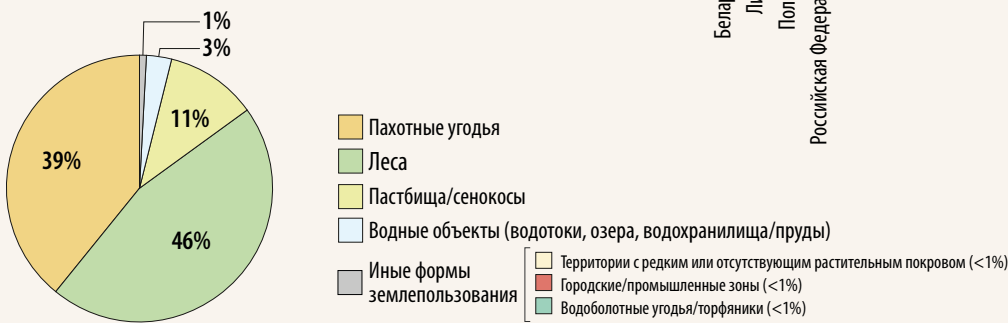 1%
3%
11%
39%
46%
Пахотные угодья
Леса
Пастбища/сенокосы
Водные объекты (водотоки, озера, водохранилища/пруды)
Иные формы
землепользования
Территории с редким или отсутствующим растительным покровом (<1%)
Городские/промышленные зоны (<1%)
Водоболотные угодья/торфяники (<1%)
Российская